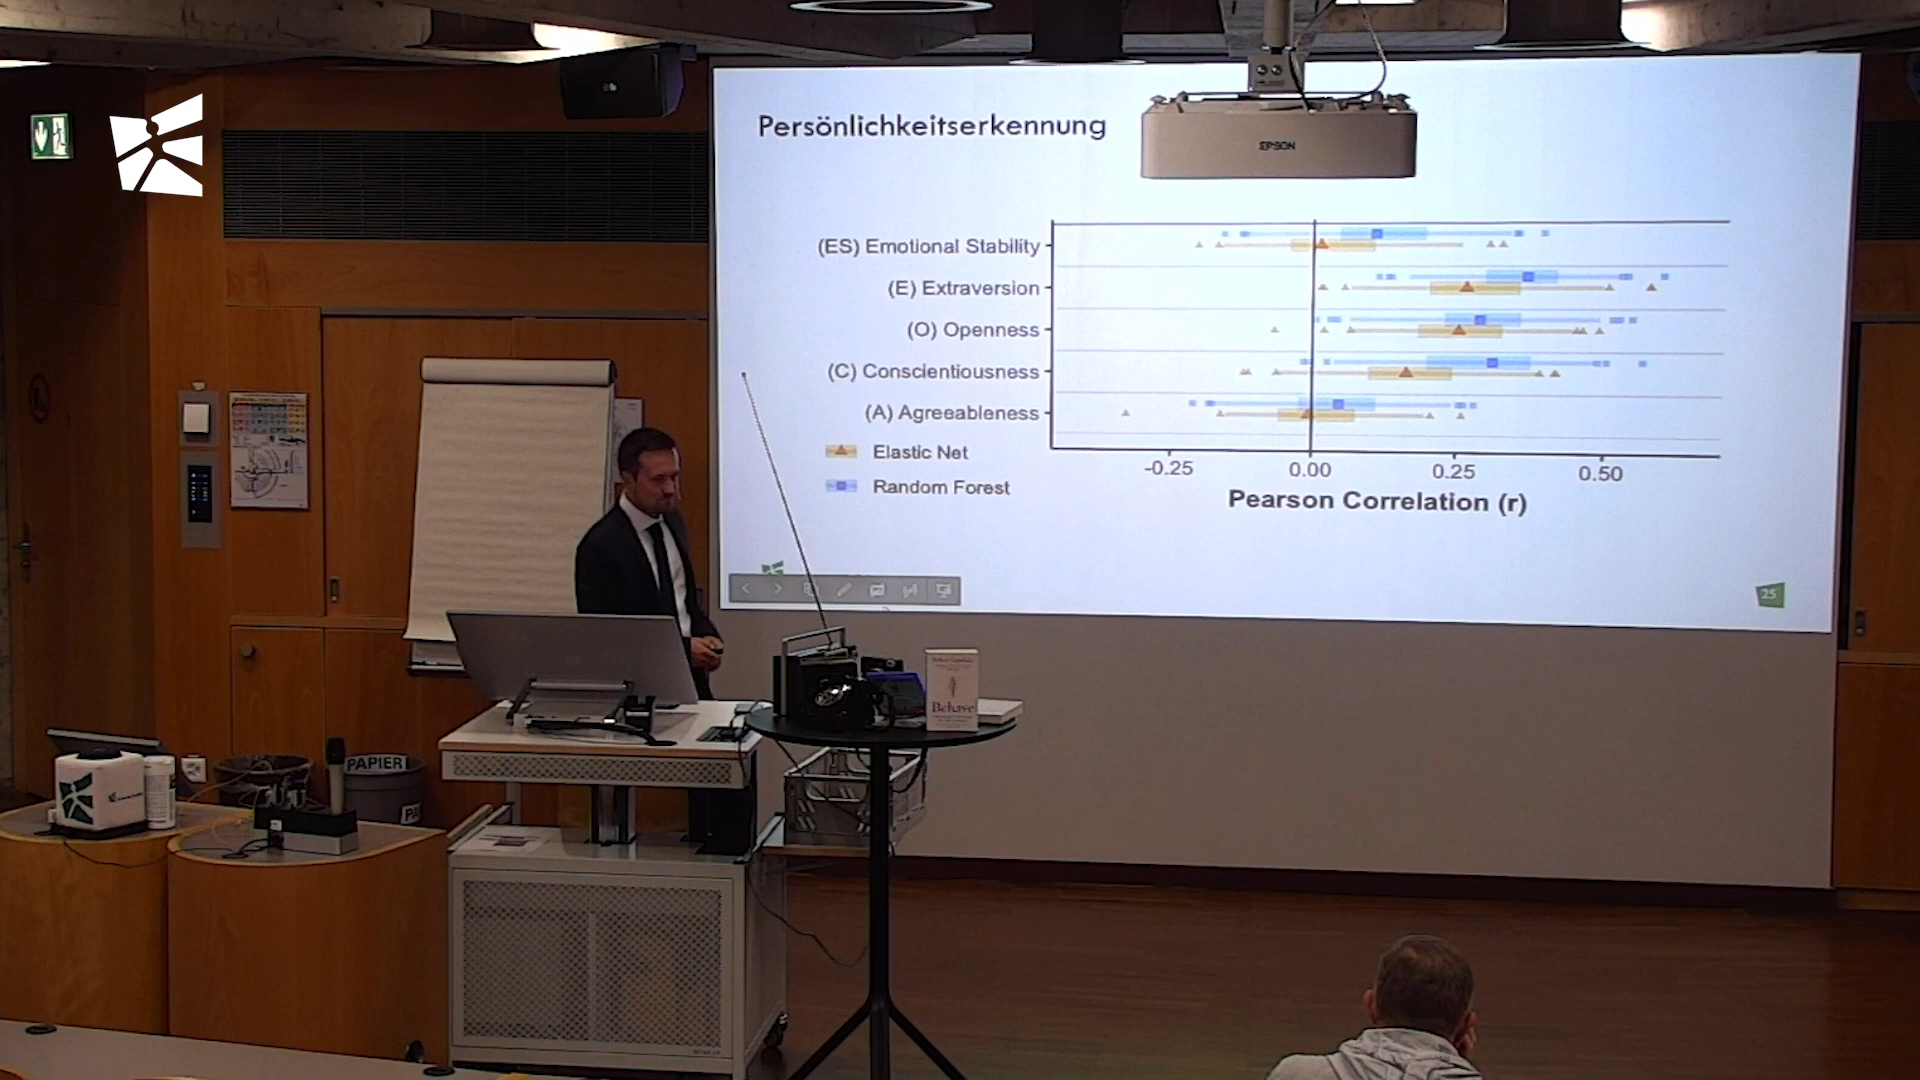 Persönlichkeitserkennung
EPSON
(ES) Emotional Stability
(E) Extraversion
(O) Openness
(C) Conscientiousness
(A) Agreeableness
Elastic Net
Random Forest
-0.25 0.00 0.25 0.50
Pearson Correlation (r)
25
Behave
PAPIER
PA